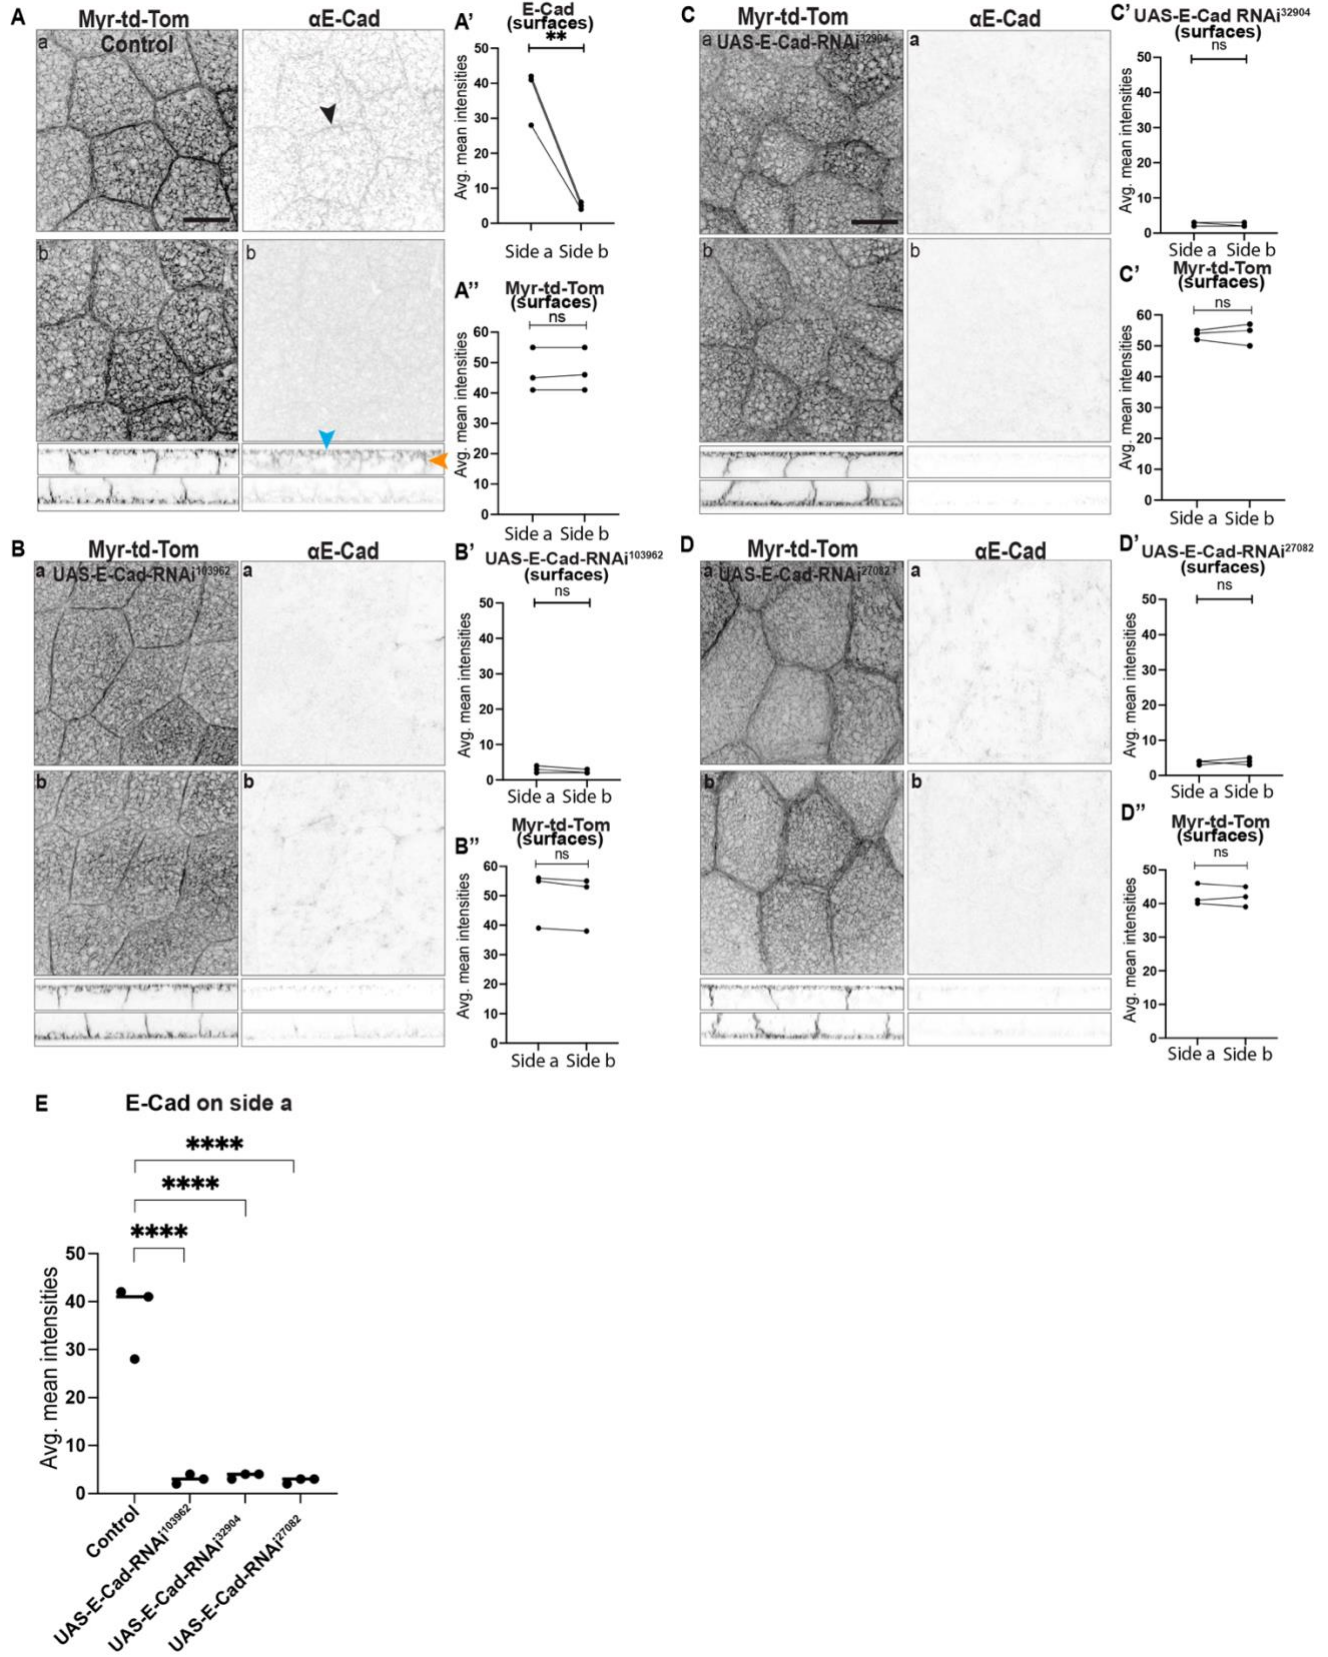 A
Myr-td-Tom
αE-Cad
a
Control
b
b
A’
E-Cad
(surfaces)
**
Avg. mean intensities
50
40
30
20
10
0
Side a Side b
A’’
Myr-td-Tom
(surfaces)
ns
Avg. mean intensities
60
50
40
30
20
10
0
Side a Side b
C
Myr-td-Tom
αE-Cad
a
UAS-E-Cad-RNAi32904
a
b
b
C’
UAS-E-Cad RNAi32904
(surfaces)
ns
Avg. mean intensities
50
40
30
20
10
0
Side a Side b
C’
Myr-td-Tom
(surfaces)
ns
Avg. mean intensities
60
50
40
30
20
10
0
Side a Side b
B
Myr-td-Tom
αE-Cad
a
UAS-E-Cad-RNAi103962
a
b
b
B’
UAS-E-Cad-RNAi103962
(surfaces)
ns
Avg. mean intensities
50
40
30
20
10
0
Side a Side b
B’’
Myr-td-Tom
(surfaces)
ns
Avg. mean intensities
60
50
40
30
20
10
0
Side a Side b
D
Myr-td-Tom
αE-Cad
a
UAS-E-Cad-RNAi27082
a
b
b
D’
UAS-E-Cad-RNAi27082
(surfaces)
ns
Avg. mean intensities
50
40
30
20
10
0
Side a Side b
D’’
Myr-td-Tom
(surfaces)
ns
Avg. mean intensities
50
40
30
20
10
0
Side a Side b
E
E-Cad on side a
****
****
****
Avg. mean intensities
50
40
30
20
10
0
Control
UAS-E-Cad-RNAi103962
UAS-E-Cad-RNAi32904
UAS-E-Cad-RNAi27082